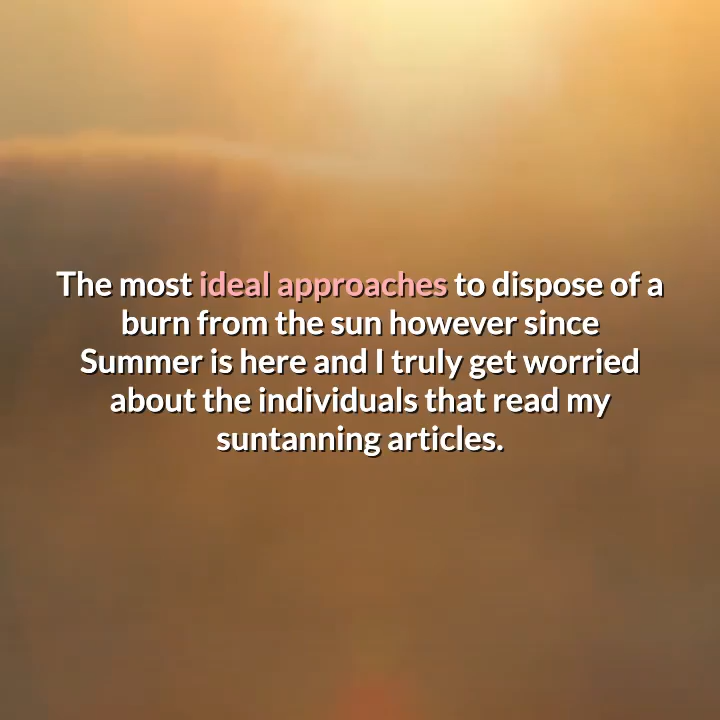 The most ideal approaches to dispose of a
burn from the sun however since
Summer is here and I truly get worried
about the individuals that read my
suntanning articles.